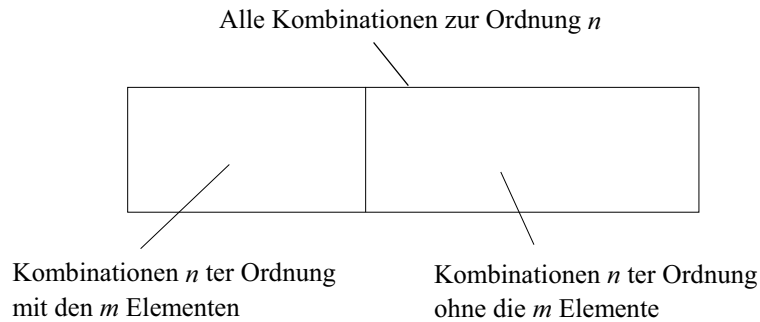 Alle Kombinationen zur Ordnung n
Kombinationen n ter Ordnung
mit den m Elementen
Kombinationen n ter Ordnung
ohne die m Elemente